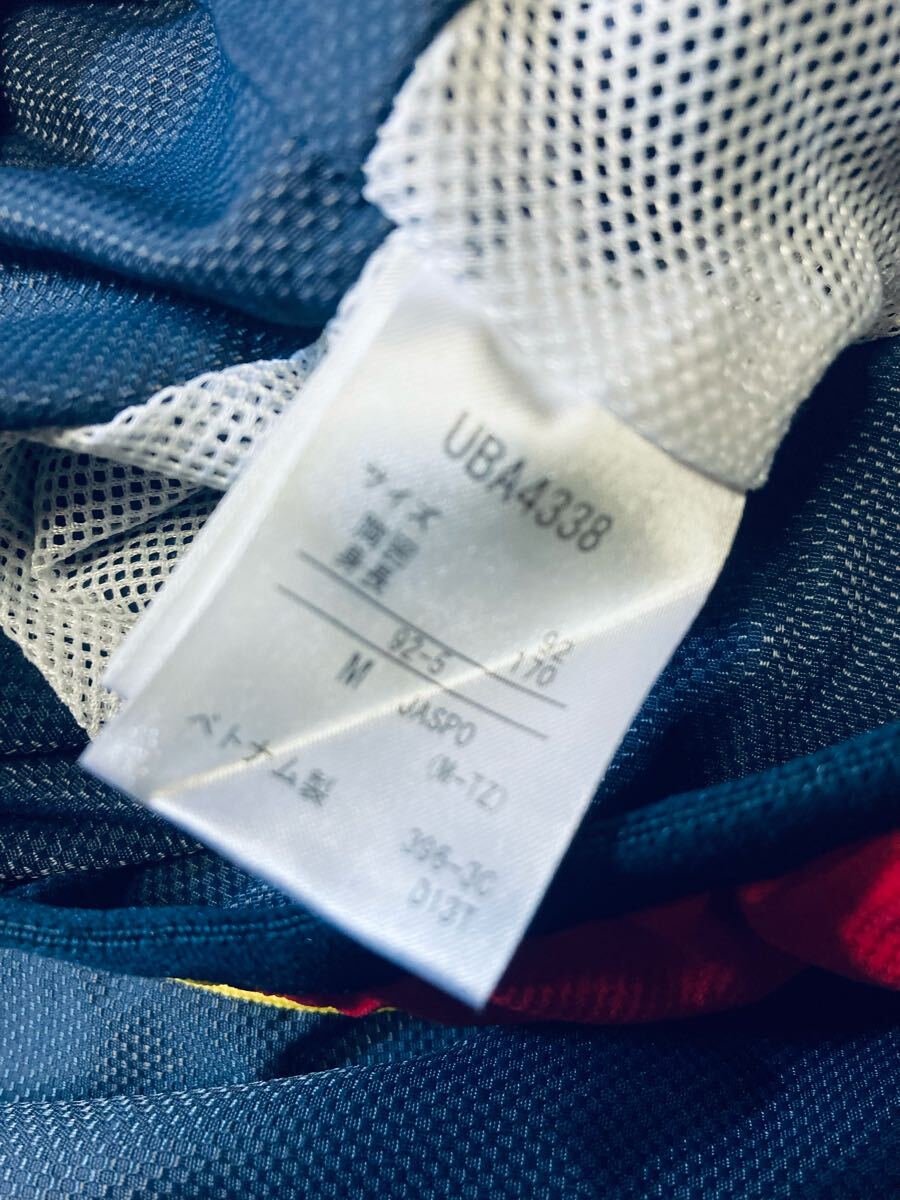 UBA4338
サイズ
胸囲 92
身長 170
92-5
M JASPO
(M-TZ)
ベトナム製
396-3C
D13T